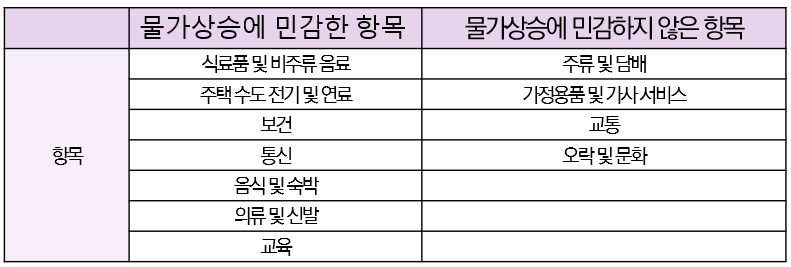 물가상승에 민감한 항목 물가상승에 민감하지 않은 항목
식료품 및 비주류 음료 주류 및 담배
주택 수도 전기 및 연료 가정용품 및 가사 서비스
보건 교통
항목 통신 오락 및 문화
음식 및 숙박
의류 및 신발
교육